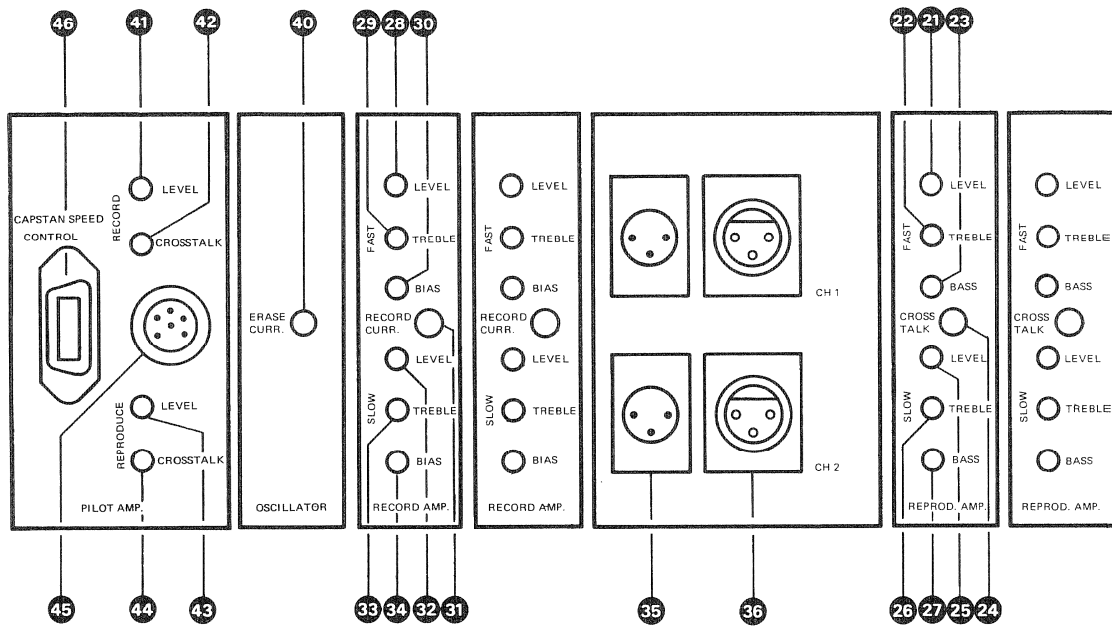 46 41 42 40 29 28 30 22 21 23
CAPSTAN SPEED
CONTROL
RECORD
LEVEL
CROSSTALK
REPRODUCE
LEVEL
CROSSTALK
PILOT AMP.
ERASE
CURR.
OSCILLATOR
FAST
LEVEL
TREBLE
BIAS
RECORD
CURR.
SLOW
LEVEL
TREBLE
BIAS
RECORD AMP.
FAST
LEVEL
TREBLE
BIAS
RECORD
CURR.
SLOW
LEVEL
TREBLE
BIAS
RECORD AMP.
CH 1
CH 2
FAST
LEVEL
TREBLE
BASS
CROSS
TALK
SLOW
LEVEL
TREBLE
BASS
REPROD. AMP.
FAST
LEVEL
TREBLE
BASS
CROSS
TALK
SLOW
LEVEL
TREBLE
BASS
REPROD. AMP.
45 44 43 33 34 32 31 35 36 26 27 25 24